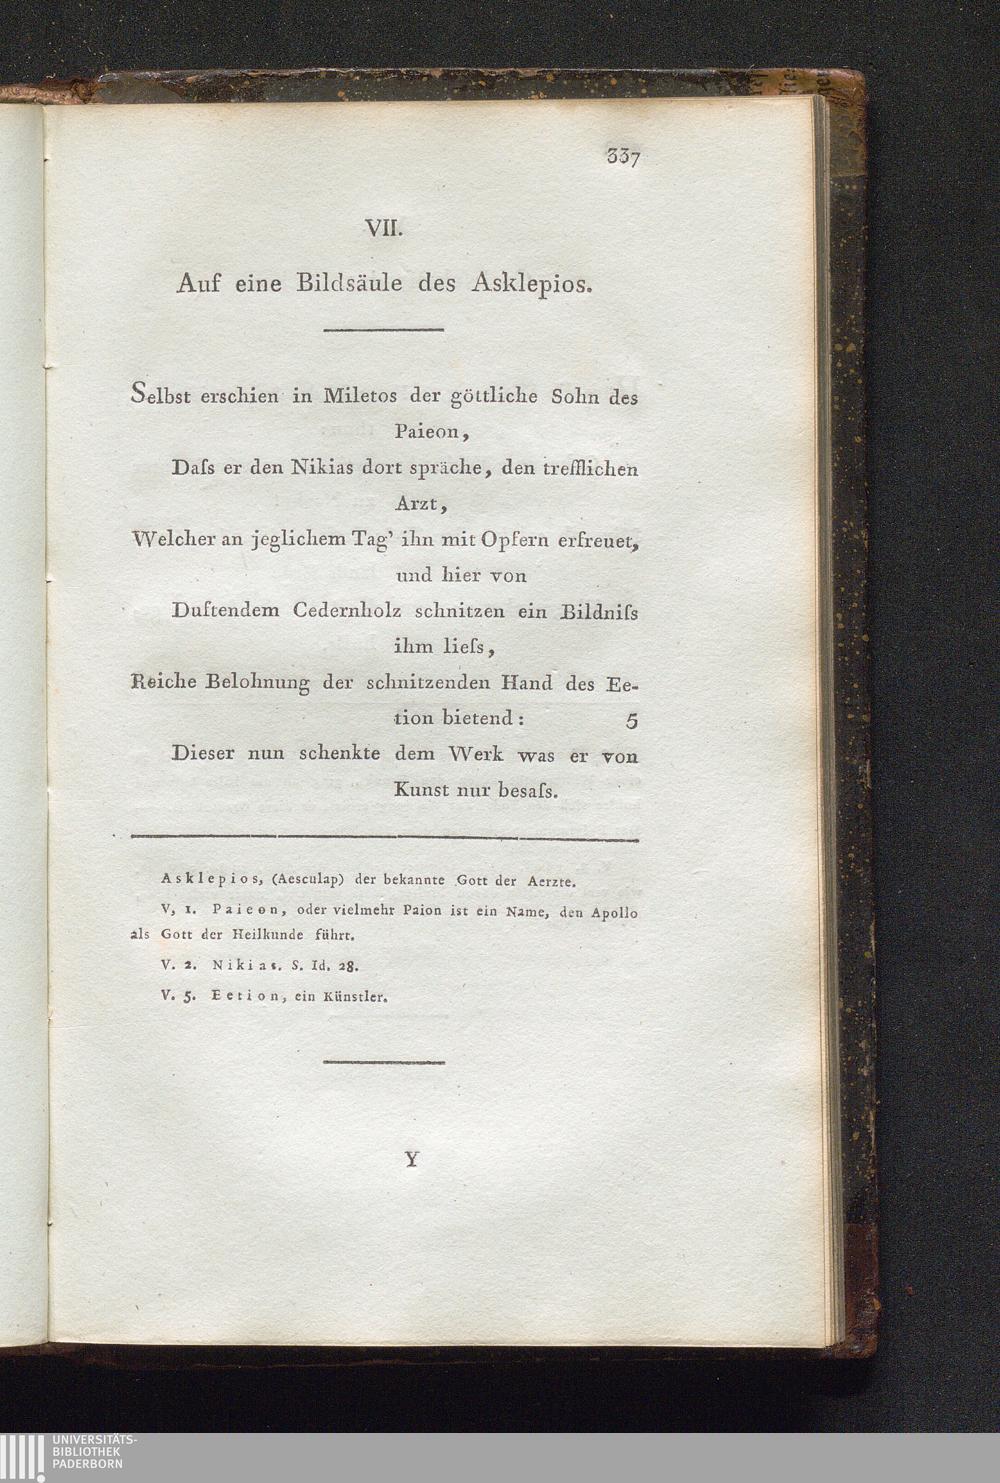 337
VII.
Auf eine Bildsäule des Asklepios.
Selbst erschien in Miletos der göttliche Sohn des
Paieon,
Daſs er den Nikias dort spräche, den trefflichen
Arzt,
Welcher an jeglichem Tag' ihn mit Opfern erfreuet,
und hier von
Duftendem Cedernholz schnitzen ein Bildniſs
ihm lieſs,
Reiche Belohnung der schnitzenden Hand des Ee-
tion bietend: 5
Dieser nun schenkte dem Werk was er von
Kunst nur besaſs.
Asklepios, (Aesculap) der bekannte Gott der Aerzte.
V, 1. Paieon, oder vielmehr Paion ist ein Name, den Apollo
als Gott der Heilkunde führt.
V. 2. Nikias. S. Id. 28.
V. 5. Eetion, ein Künstler.
Y
UNIVERSITÄTS-
BIBLIOTHEK
PADERBORN